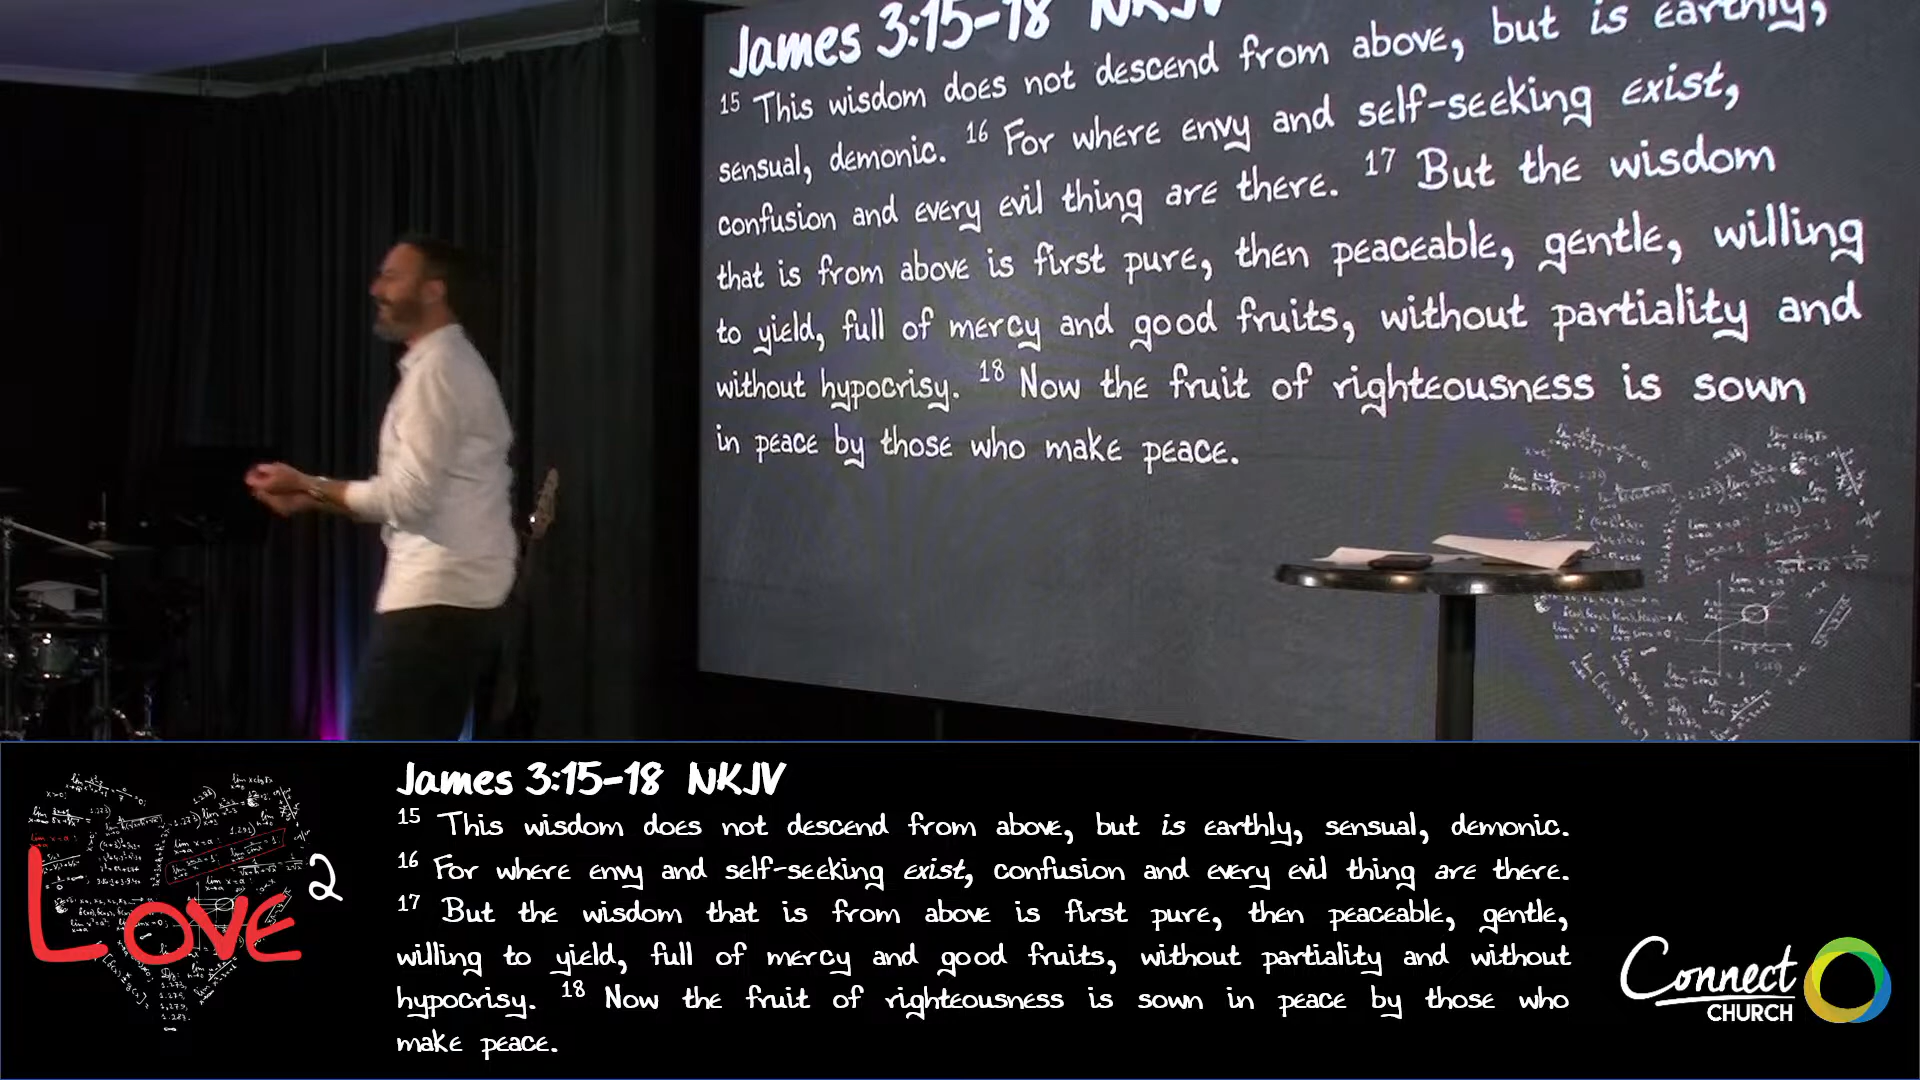 James 3:15-18 NKJV
15 This wisdom does not descend from above, but is earthly,
sensual, demonic. 16 For where envy and self-seeking exist,
confusion and every evil thing are there. 17 But the wisdom
that is from above is first pure, then peaceable, gentle, willing
to yield, full of mercy and good fruits, without partiality and
without hypocrisy. 18 Now the fruit of righteousness is sown
in peace by those who make peace.
James 3:15-18 NKJV
15 This wisdom does not descend from above, but is earthly, sensual, demonic.
16 For where envy and self-seeking exist, confusion and every evil thing are there.
17 But the wisdom that is from above is first pure, then peaceable, gentle,
willing to yield, full of mercy and good fruits, without partiality and without
hypocrisy. 18 Now the fruit of righteousness is sown in peace by those who
make peace.
LOVE 2
Connect
CHURCH